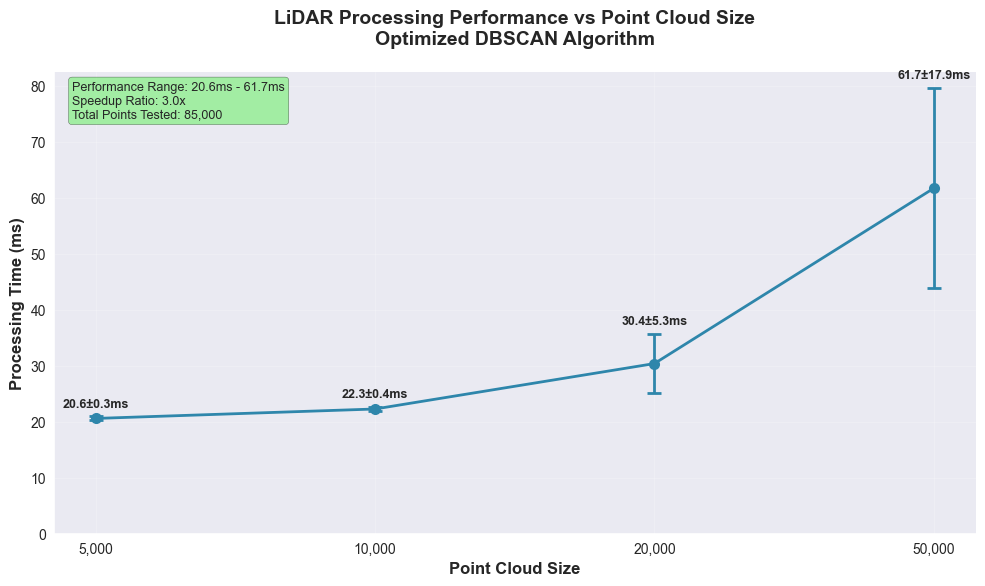 LiDAR Processing Performance vs Point Cloud Size
Optimized DBSCAN Algorithm
Performance Range: 20.6ms - 61.7ms
Speedup Ratio: 3.0x
Total Points Tested: 85,000
Processing Time (ms)
80
70
60
50
40
30
20
10
0
20.6±0.3ms
22.3±0.4ms
30.4±5.3ms
61.7±17.9ms
5,000
10,000
20,000
50,000
Point Cloud Size